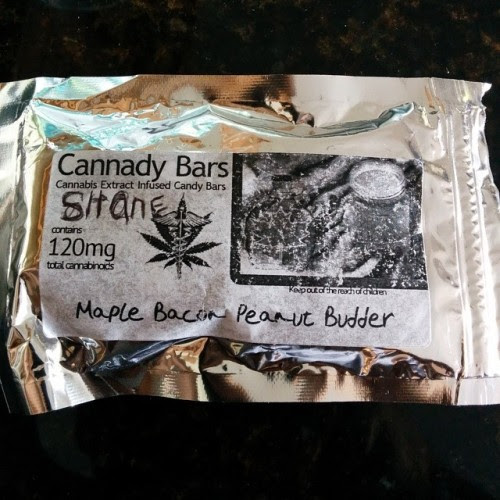 Cannady Bars
Cannabis Extract Infused Candy Bars
SHANE
contains
120mg
total cannabinoids
Keep out of the reach of children
Maple Bacon Peanut Budder